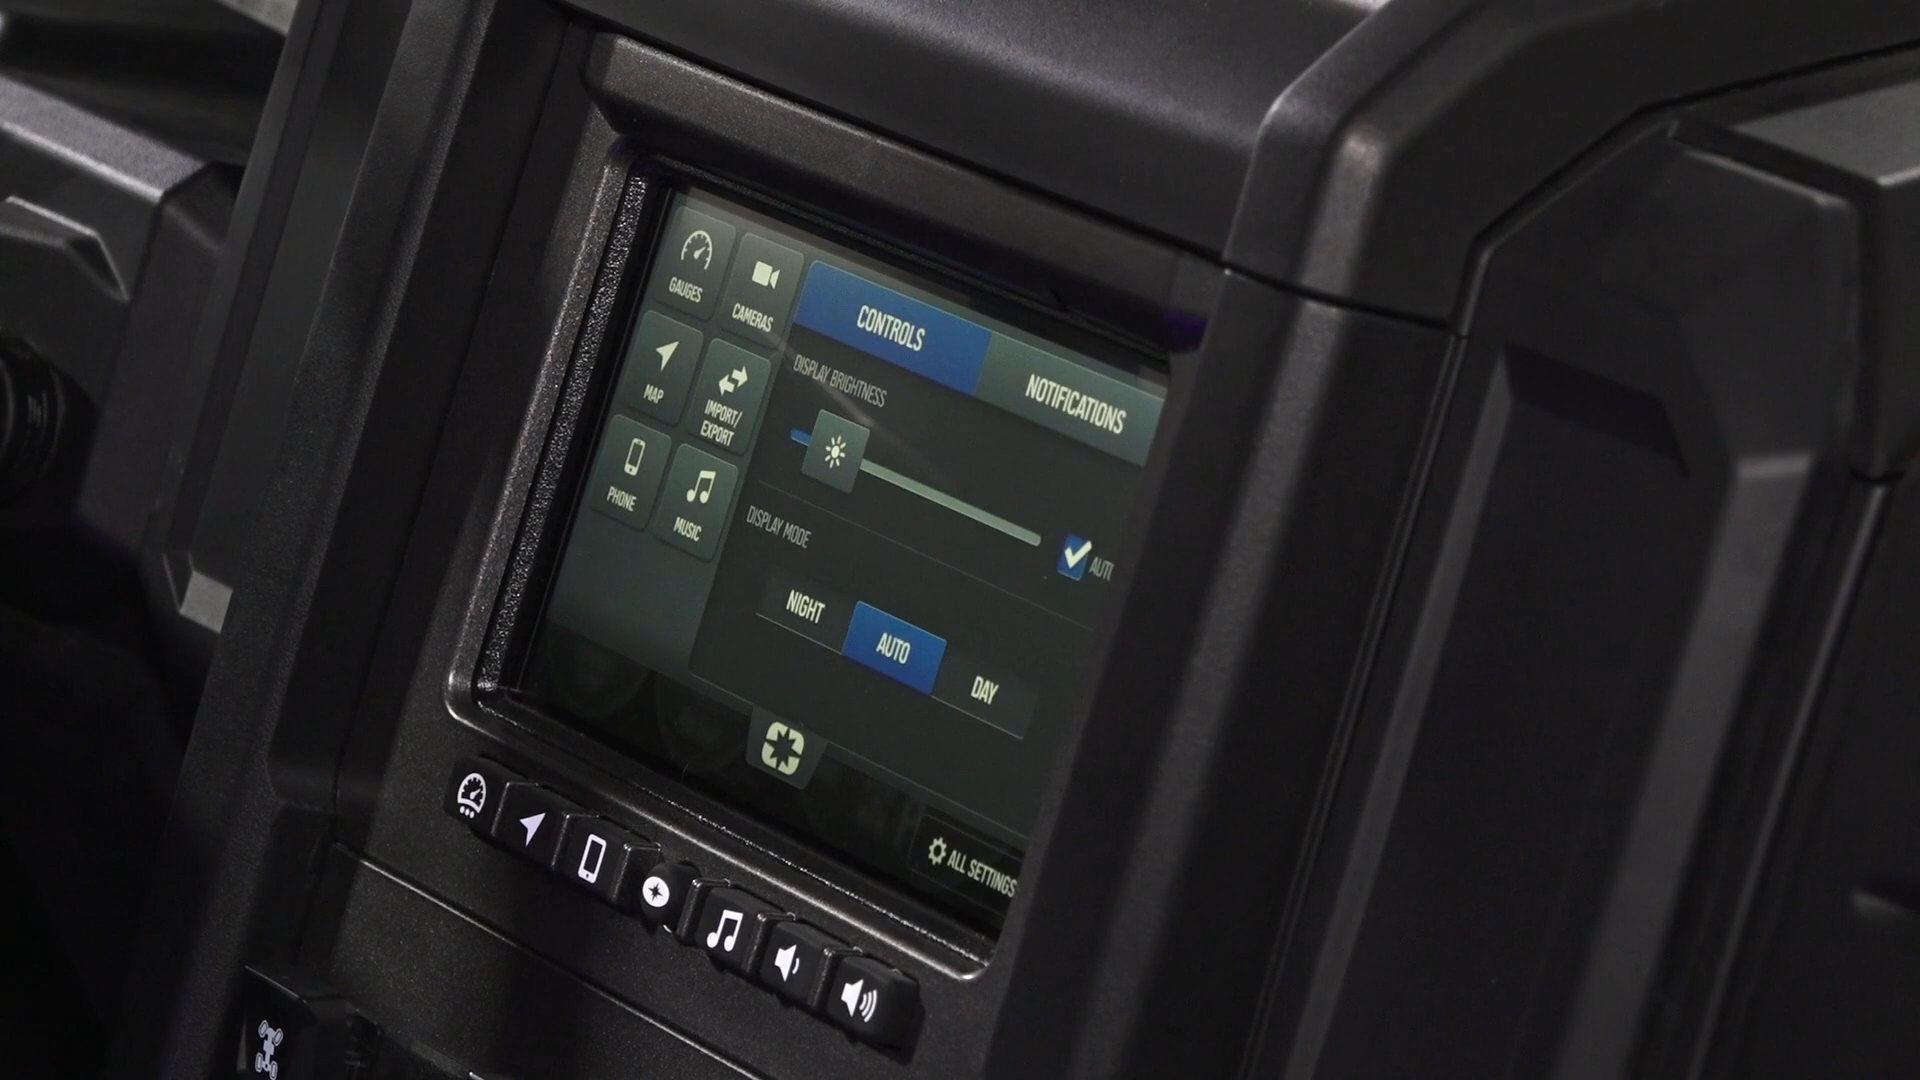 GAUGES
CAMERAS
MAP
IMPORT/
EXPORT
PHONE
MUSIC
CONTROLS
NOTIFICATIONS
DISPLAY BRIGHTNESS
AUTO
DISPLAY MODE
NIGHT
AUTO
DAY
ALL SETTINGS